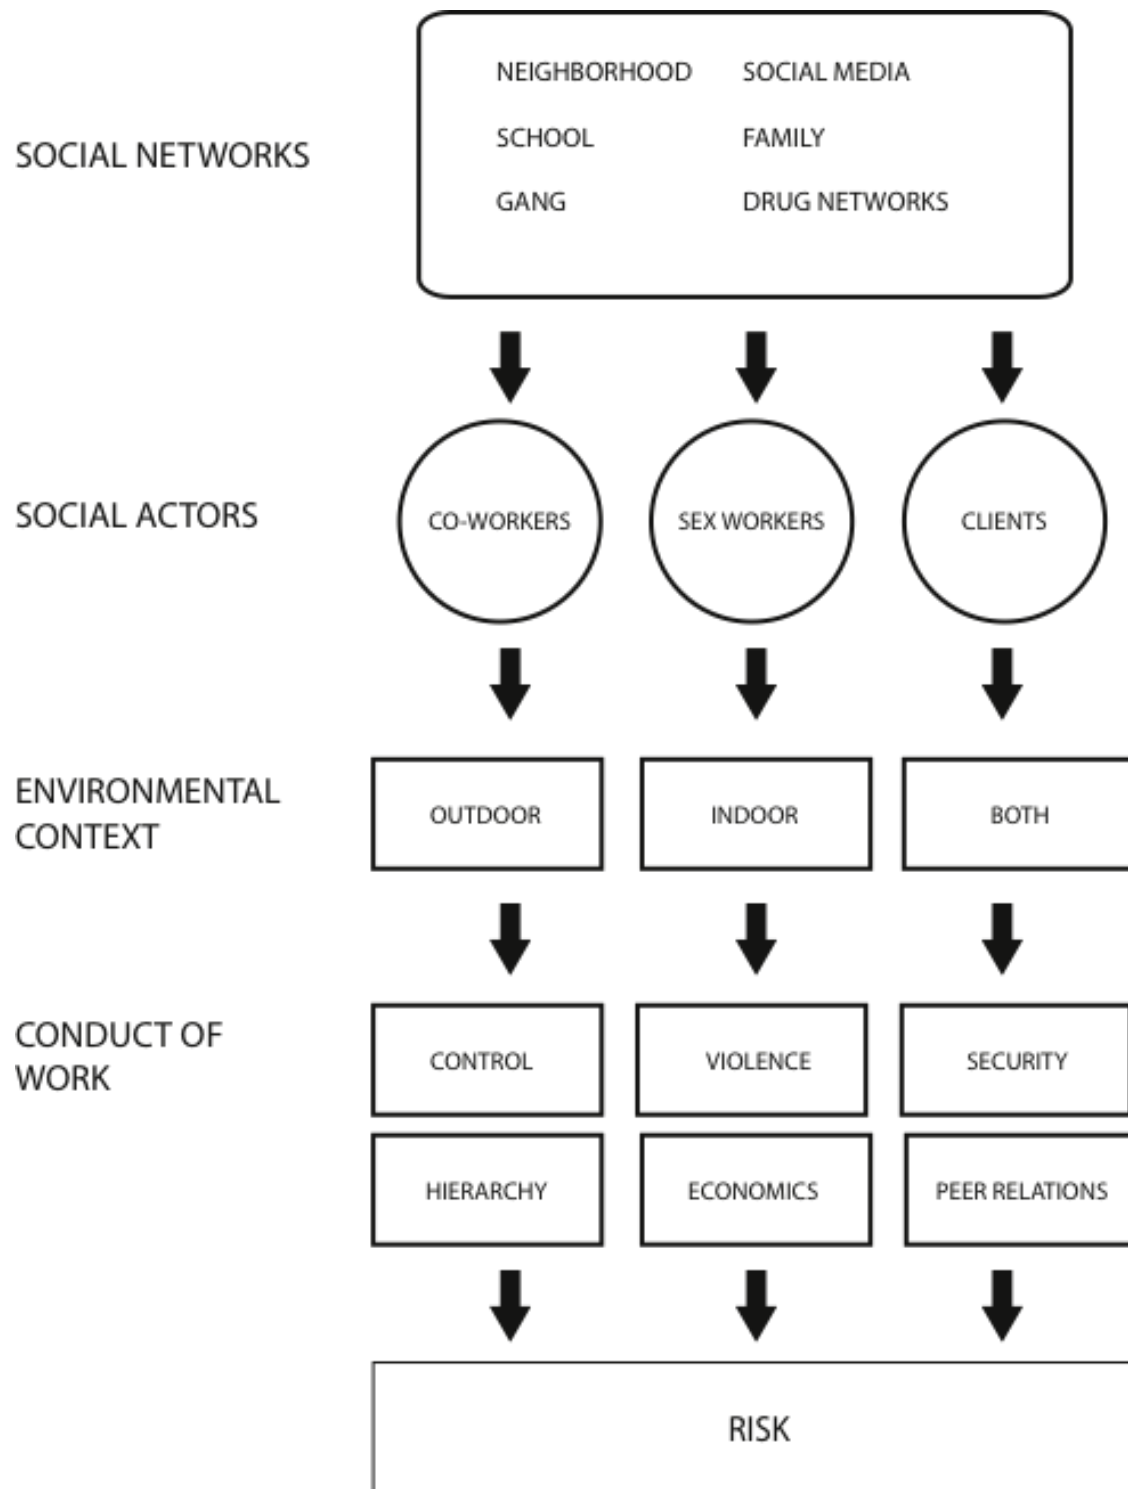 NEIGHBORHOOD SOCIAL MEDIA
SOCIAL NETWORKS
SCHOOL FAMILY
GANG DRUG NETWORKS
SOCIAL ACTORS
CO-WORKERS SEX WORKERS CLIENTS
ENVIRONMENTAL
CONTEXT
OUTDOOR INDOOR BOTH
CONDUCT OF
WORK
CONTROL VIOLENCE SECURITY
HIERARCHY ECONOMICS PEER RELATIONS
RISK